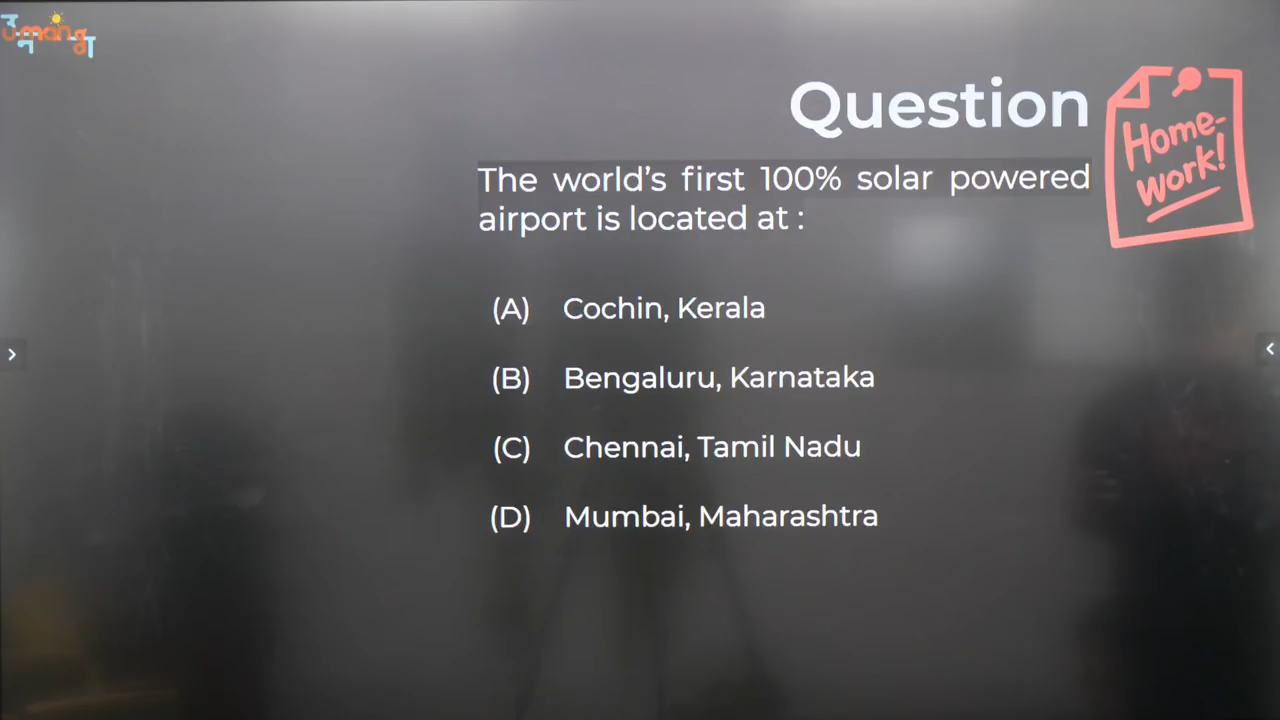 Question
Home-
work!
The world's first 100% solar powered
airport is located at :
(A) Cochin, Kerala
(B) Bengaluru, Karnataka
(C) Chennai, Tamil Nadu
(D) Mumbai, Maharashtra